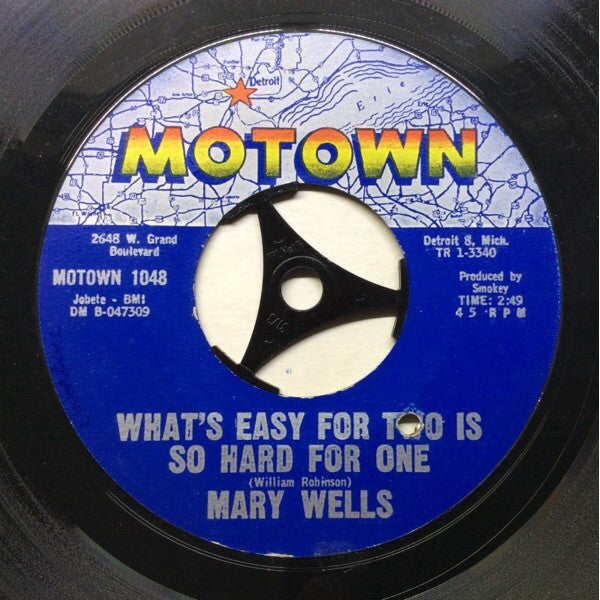 Detroit
Erie
MOTOWN
2648 W. Grand
Boulevard
Detroit 8, Mich.
TR 1-3340
MOTOWN 1048
Jobete - BMI
DM B-047309
Produced by
Smokey
TIME: 2:49
45 RPM
WHAT'S EASY FOR TWO IS
SO HARD FOR ONE
(William Robinson)
MARY WELLS